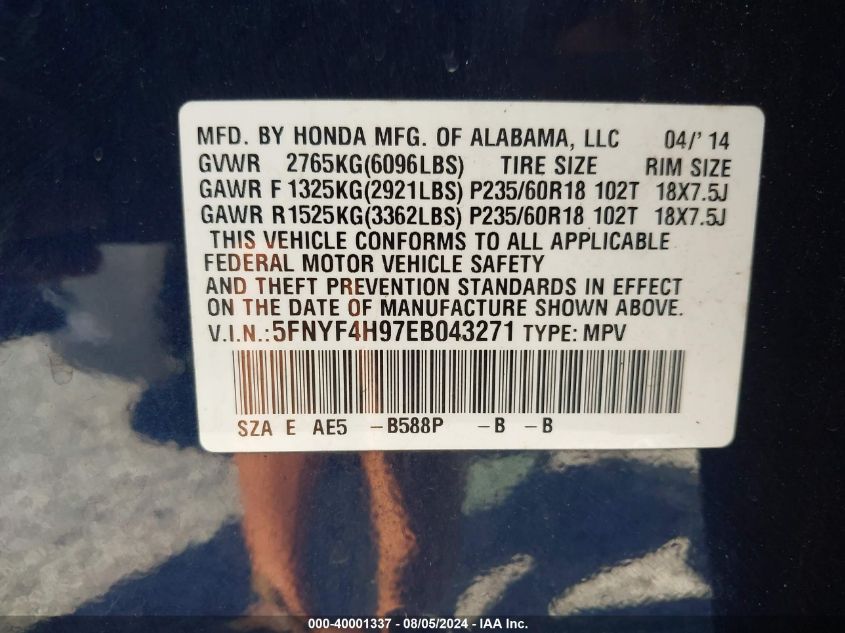 MFD. BY HONDA MFG. OF ALABAMA, LLC 04/'14
GVWR 2765KG(6096LBS) TIRE SIZE RIM SIZE
GAWR F 1325KG(2921LBS) P235/60R18 102T 18X7.5J
GAWR R1525KG(3362LBS) P235/60R18 102T 18X7.5J
THIS VEHICLE CONFORMS TO ALL APPLICABLE
FEDERAL MOTOR VEHICLE SAFETY
AND THEFT PREVENTION STANDARDS IN EFFECT
ON THE DATE OF MANUFACTURE SHOWN ABOVE.
V.I.N.:5FNYF4H97EB043271 TYPE: MPV
SZA E AE5 -B588P -B -B
000-40001337 - 08/05/2024 - IAA Inc.